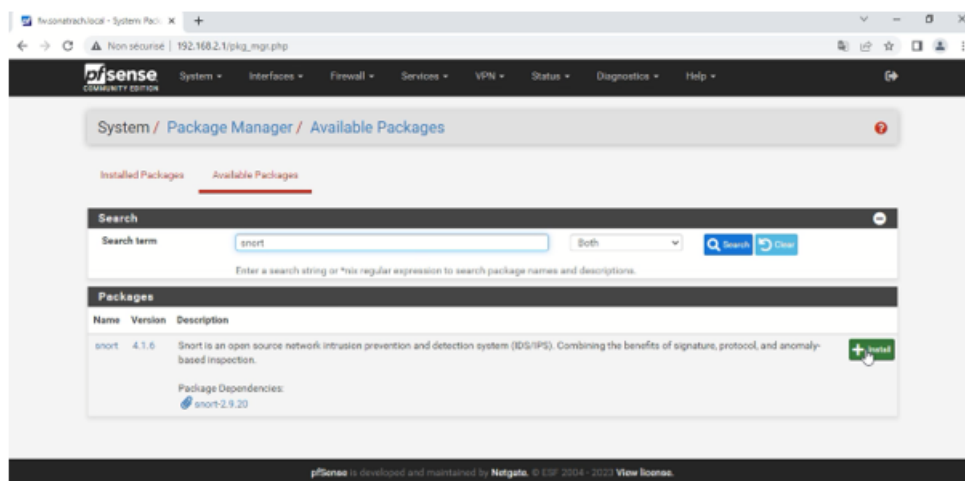 fw.sonatrach.local - System: Pack
Non sécurisé | 192.168.2.1/pkg_mgr.php
pfsense
COMMUNITY EDITION
System Interfaces Firewall Services VPN Status Diagnostics Help
System / Package Manager / Available Packages
Installed Packages Available Packages
Search
Search term snort Both Search Clear
Enter a search string or *nix regular expression to search package names and descriptions.
Packages
Name Version Description
snort 4.1.6 Snort is an open source network intrusion prevention and detection system (IDS/IPS). Combining the benefits of signature, protocol, and anomaly-
based inspection.
Install
Package Dependencies:
snort-2.9.20
pfSense is developed and maintained by Netgate. © ESF 2004 - 2023 View license.